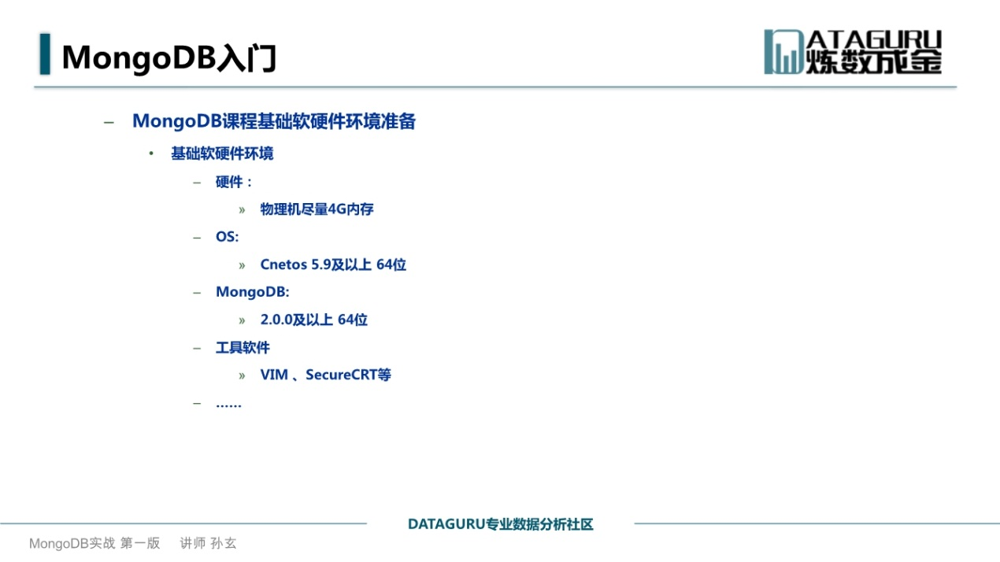 MongoDB入门
DATAGURU
炼数成金
– MongoDB课程基础软硬件环境准备
• 基础软硬件环境
– 硬件：
» 物理机尽量4G内存
– OS:
» Cnetos 5.9及以上 64位
– MongoDB:
» 2.0.0及以上 64位
– 工具软件
» VIM 、SecureCRT等
– ……
DATAGURU专业数据分析社区
MongoDB实战 第一版 讲师 孙玄